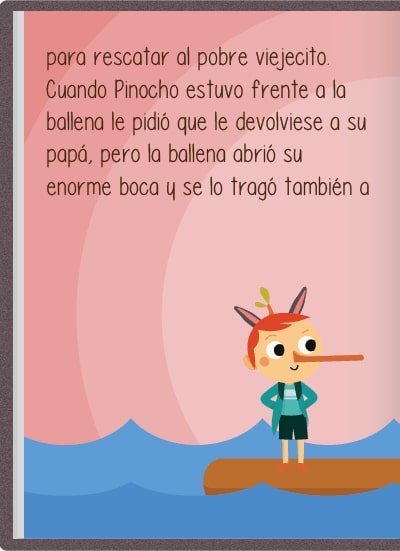 para rescatar al pobre viejecito.
Cuando Pinocho estuvo frente a la
ballena le pidió que le devolviese a su
papá, pero la ballena abrió su
enorme boca y se lo tragó también a